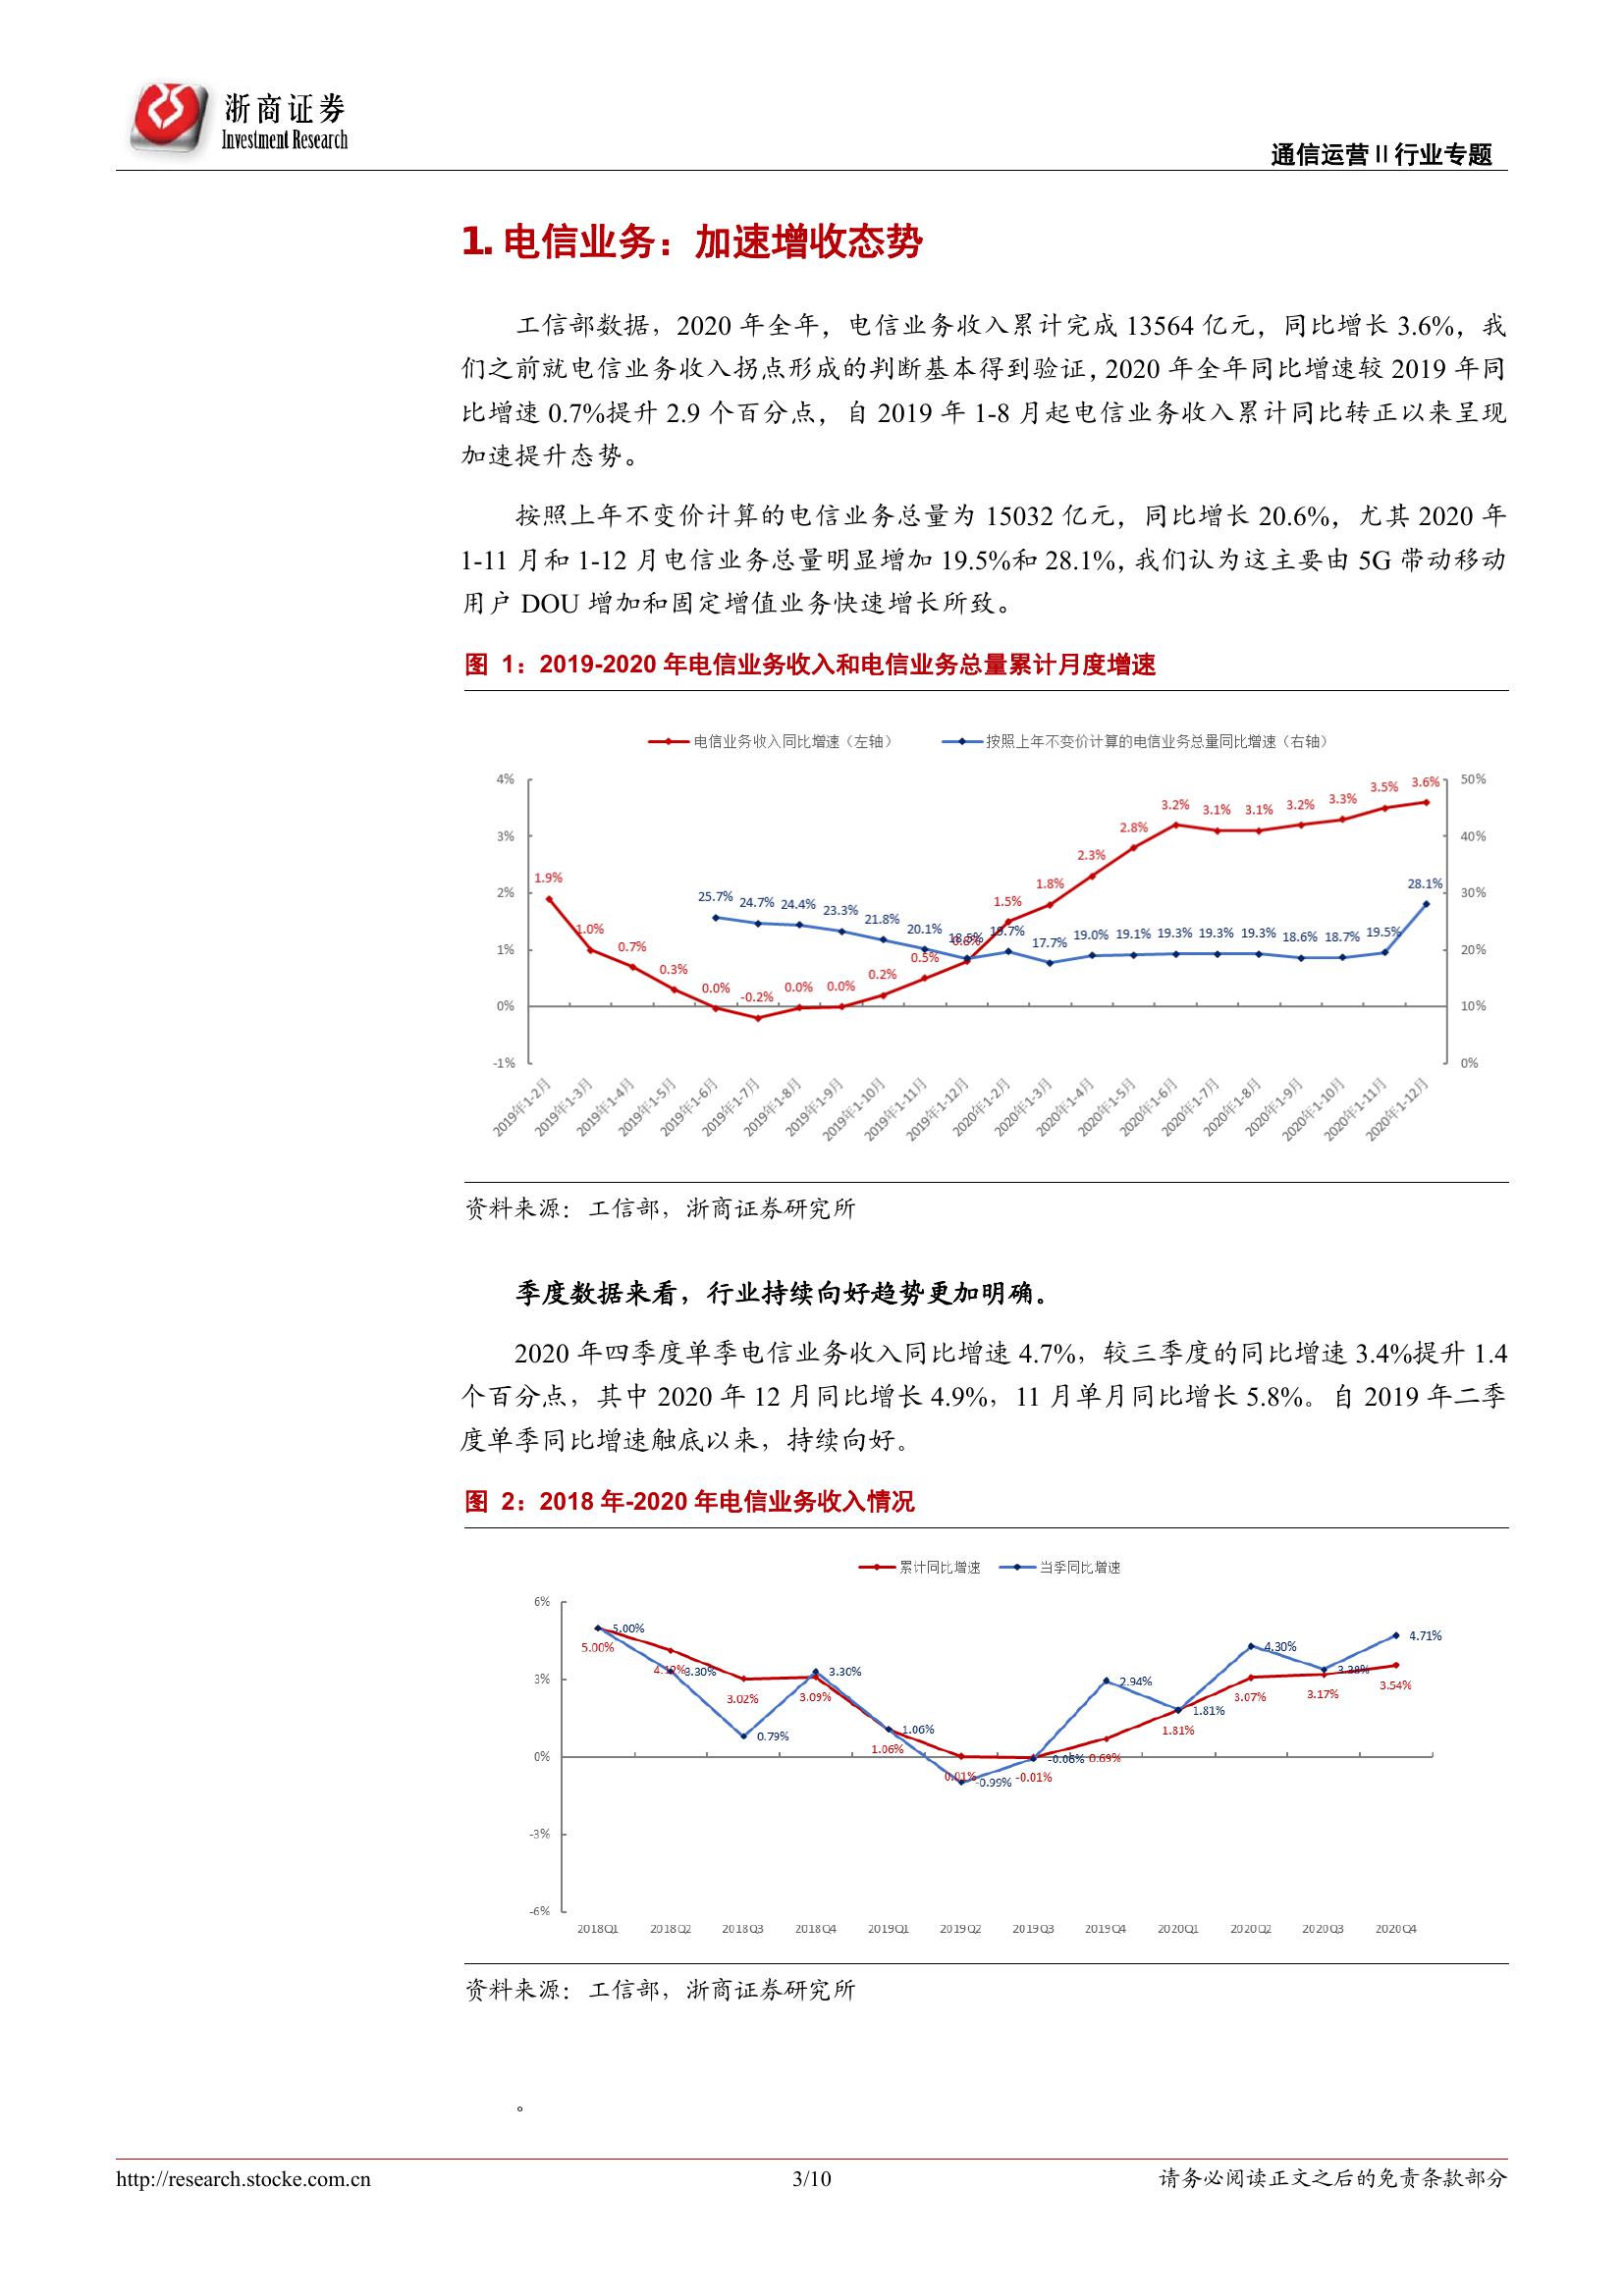 浙商证券
Investment Research
通信运营Ⅱ行业专题
1. 电信业务：加速增收态势
工信部数据，2020 年全年，电信业务收入累计完成 13564 亿元，同比增长 3.6%，我
们之前就电信业务收入拐点形成的判断基本得到验证，2020 年全年同比增速较 2019 年同
比增速 0.7%提升 2.9 个百分点，自 2019 年 1-8 月起电信业务收入累计同比转正以来呈现
加速提升态势。
按照上年不变价计算的电信业务总量为 15032 亿元，同比增长 20.6%，尤其 2020 年
1-11 月和 1-12 月电信业务总量明显增加 19.5%和 28.1%，我们认为这主要由 5G 带动移动
用户 DOU 增加和固定增值业务快速增长所致。
图 1：2019-2020 年电信业务收入和电信业务总量累计月度增速
电信业务收入同比增速（左轴） 按照上年不变价计算的电信业务总量同比增速（右轴）
4% 3% 2% 1% 0% -1%
50% 40% 30% 20% 10% 0%
1.9% 1.0% 0.7% 0.3% 0.0% -0.2% 0.0% 0.0% 0.2% 0.5% 0.8% 1.5% 1.8% 2.3% 2.8% 3.2% 3.1% 3.1% 3.2% 3.3% 3.5% 3.6%
25.7% 24.7% 24.4% 23.3% 21.8% 20.1% 18.5% 19.7% 17.7% 19.0% 19.1% 19.3% 19.3% 19.3% 18.6% 18.7% 19.5% 28.1%
2019年1-2月 2019年1-3月 2019年1-4月 2019年1-5月 2019年1-6月 2019年1-7月 2019年1-8月 2019年1-9月 2019年1-10月 2019年1-11月 2019年1-12月 2020年1-2月 2020年1-3月 2020年1-4月 2020年1-5月 2020年1-6月 2020年1-7月 2020年1-8月 2020年1-9月 2020年1-10月 2020年1-11月 2020年1-12月
资料来源：工信部，浙商证券研究所
季度数据来看，行业持续向好趋势更加明确。
2020 年四季度单季电信业务收入同比增速 4.7%，较三季度的同比增速 3.4%提升 1.4
个百分点，其中 2020 年 12 月同比增长 4.9%，11 月单月同比增长 5.8%。自 2019 年二季
度单季同比增速触底以来，持续向好。
图 2：2018 年-2020 年电信业务收入情况
累计同比增速 当季同比增速
6% 3% 0% -3% -6%
5.00% 4.12% 3.02% 3.09% 1.06% 0.01% -0.01% 0.69% 1.81% 3.07% 3.17% 3.54%
5.00% 3.30% 0.79% 3.30% 1.06% -0.99% -0.06% 2.94% 1.81% 4.30% 3.38% 4.71%
2018Q1 2018Q2 2018Q3 2018Q4 2019Q1 2019Q2 2019Q3 2019Q4 2020Q1 2020Q2 2020Q3 2020Q4
资料来源：工信部，浙商证券研究所
。
http://research.stocke.com.cn 3/10 请务必阅读正文之后的免责条款部分